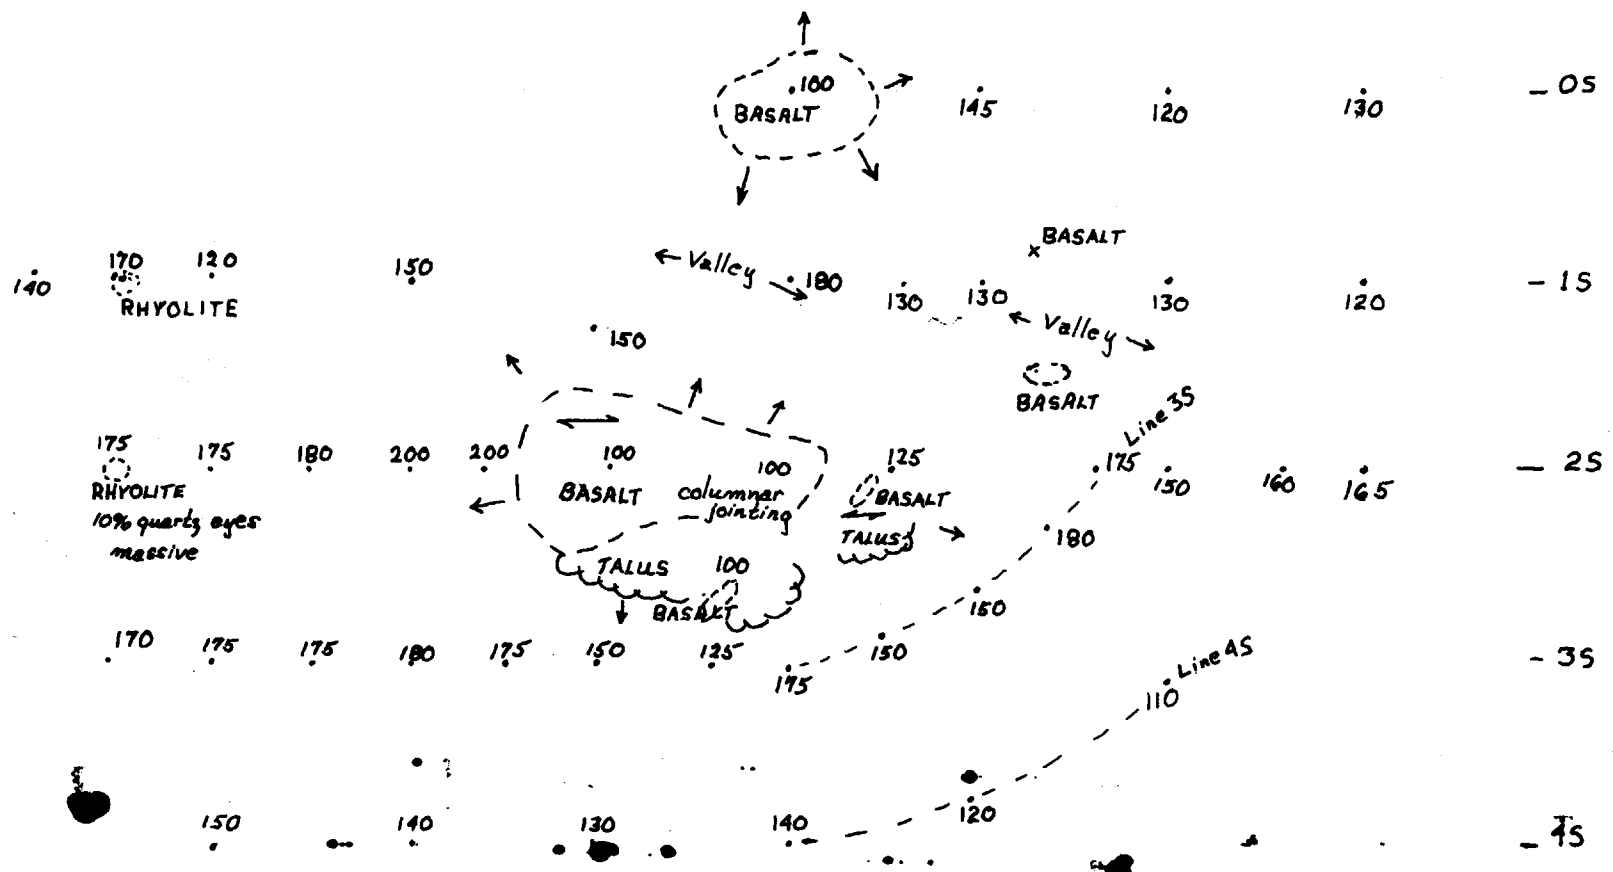 100
BASALT
145
120
130
- 0S
BASALT
140
170
120
150
Valley
180
130
130
130
120
- 1S
RHYOLITE
Valley
150
BASALT
Line 3S
175
175
180
200
200
100
100
125
175
150
160
165
- 2S
RHYOLITE
10% quartz eyes
massive
BASALT
columnar
jointing
BASALT
TALUS
180
TALUS
100
BASALT
150
170
175
175
180
175
150
125
175
150
- 3S
Line 4S
110
150
140
130
140
120
- 4S